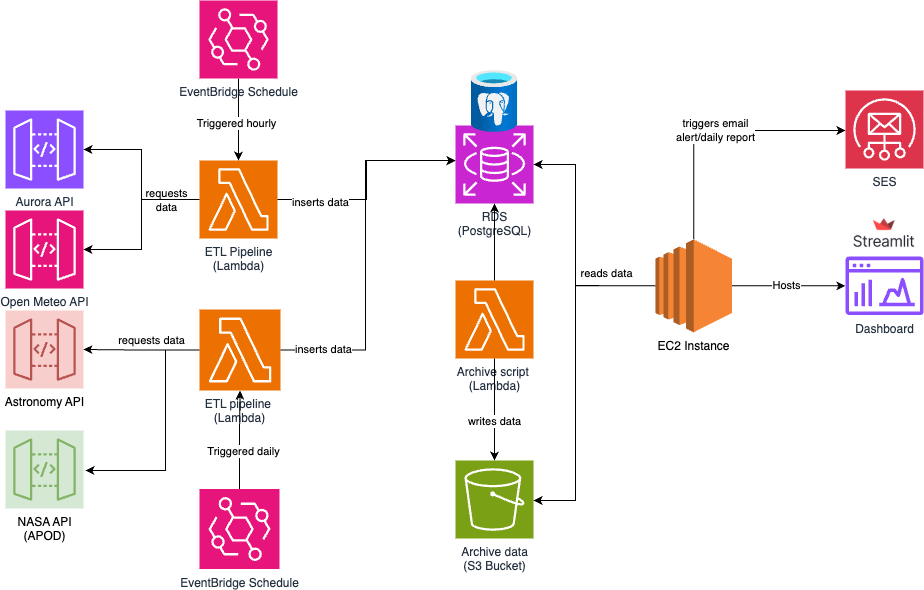 EventBridge Schedule
Triggered hourly
Aurora API
requests
data
ETL Pipeline
(Lambda)
inserts data
Open Meteo API
requests data
inserts data
Astronomy API
ETL pipeline
(Lambda)
Triggered daily
NASA API
(APOD)
EventBridge Schedule
RDS
(PostgreSQL)
Archive script
(Lambda)
writes data
Archive data
(S3 Bucket)
reads data
EC2 Instance
triggers email
alert/daily report
SES
Hosts
Streamlit
Dashboard